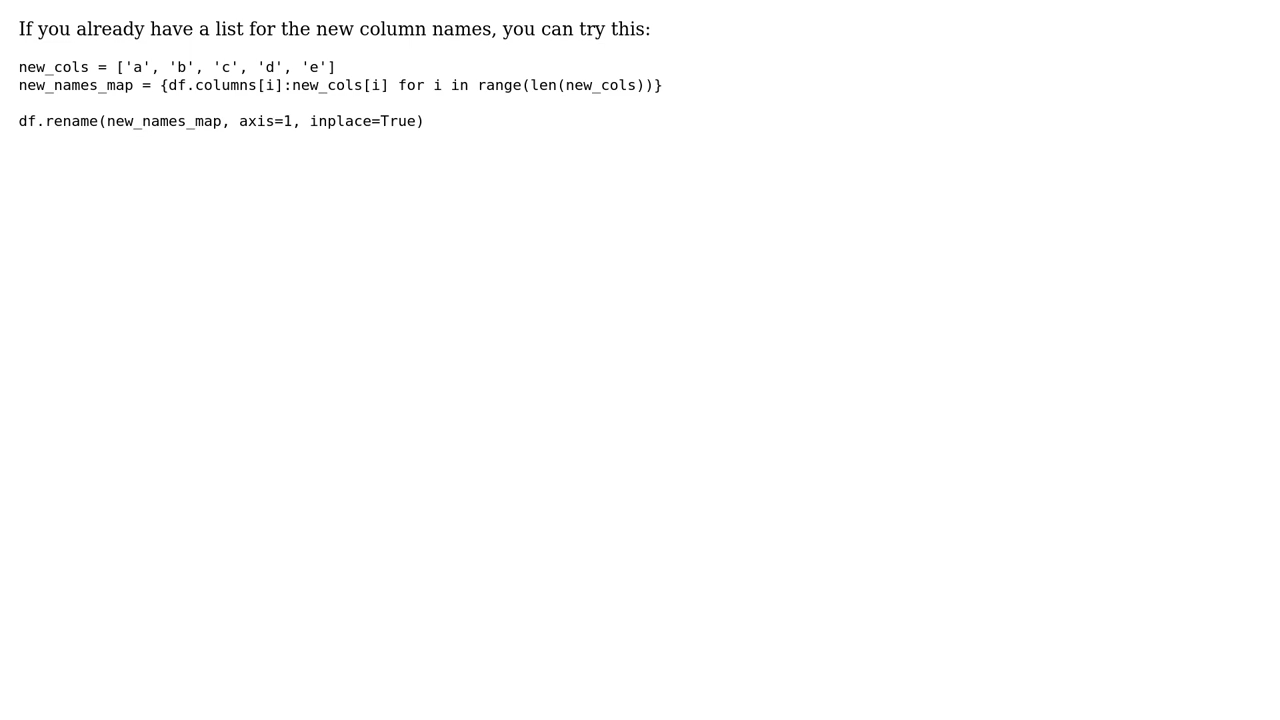 If you already have a list for the new column names, you can try this:
new_cols = ['a', 'b', 'c', 'd', 'e']
new_names_map = {df.columns[i]:new_cols[i] for i in range(len(new_cols))}
df.rename(new_names_map, axis=1, inplace=True)